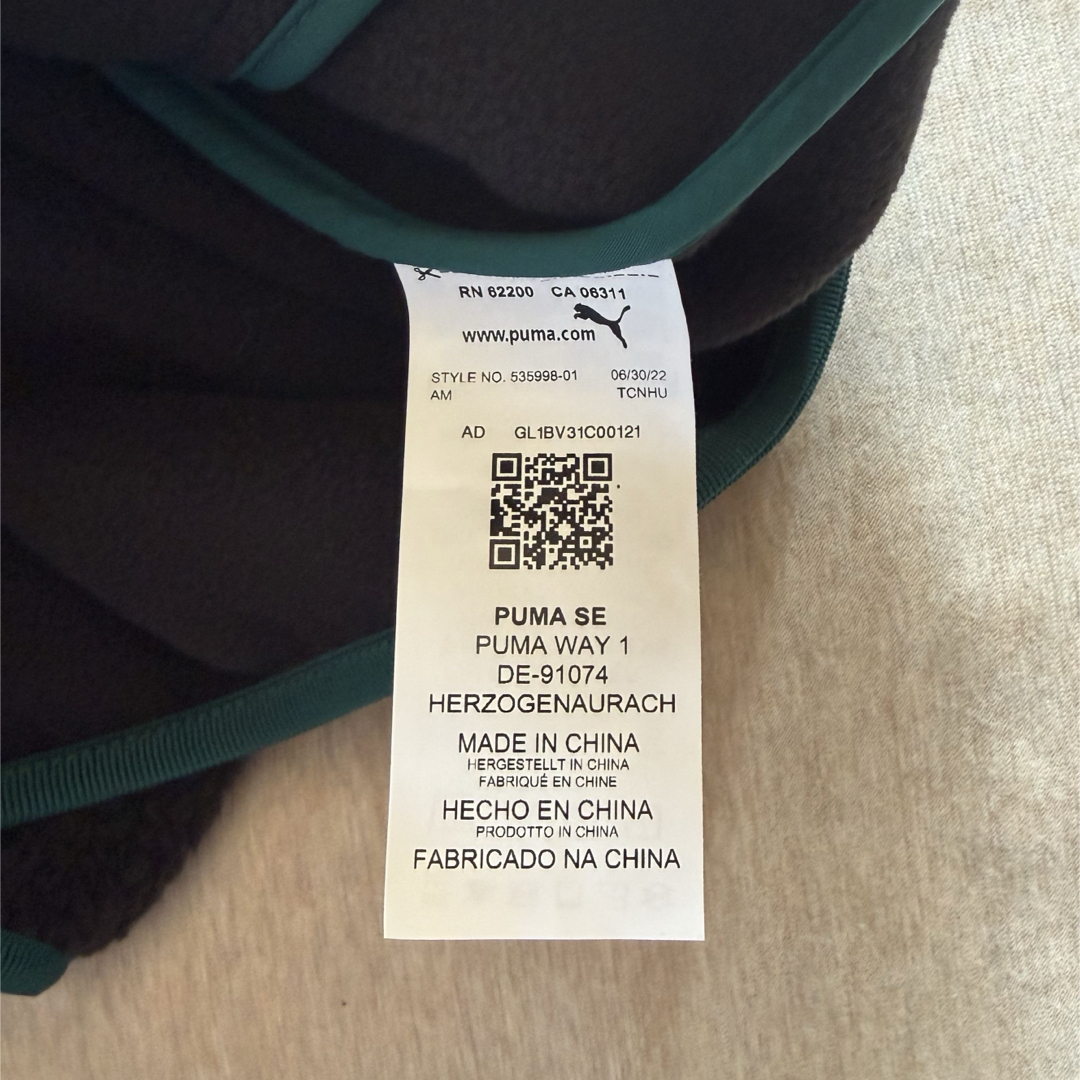 RN 62200 CA 06311
www.puma.com
STYLE NO. 535998-01 06/30/22
AM TCNHU
AD GL1BV31C00121
PUMA SE
PUMA WAY 1
DE-91074
HERZOGENAURACH
MADE IN CHINA
HERGESTELLT IN CHINA
FABRIQUÉ EN CHINE
HECHO EN CHINA
PRODOTTO IN CHINA
FABRICADO NA CHINA